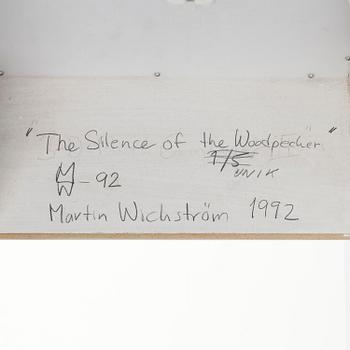 "The Silence of the Woodpecker"
1/5
UNIK
MW - 92
Martin Wichström 1992